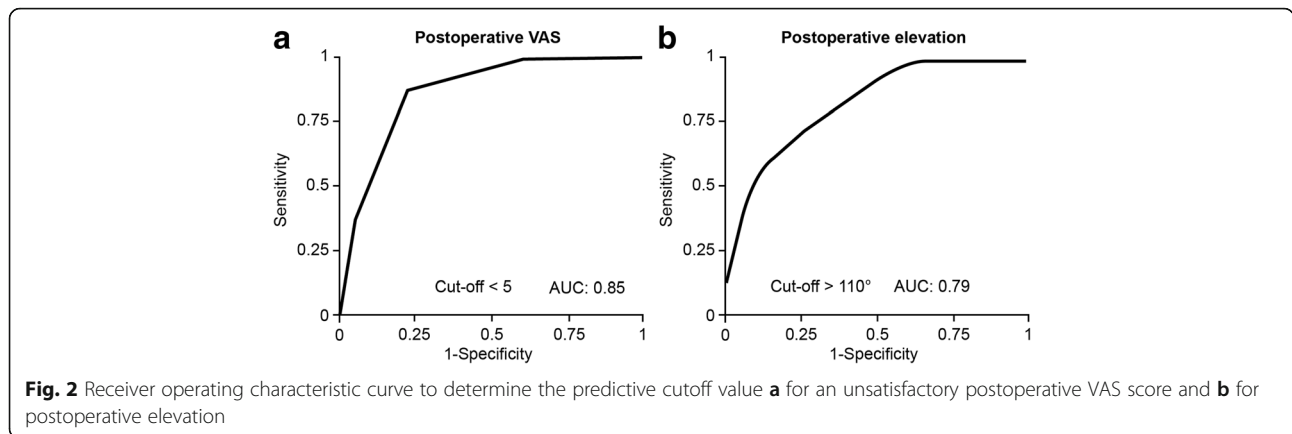 a
Postoperative VAS
1
0.75
0.5
0.25
0
Sensitivity
Cut-off < 5 AUC: 0.85
0 0.25 0.5 0.75 1
1-Specificity
b
Postoperative elevation
1
0.75
0.5
0.25
0
Sensitivity
Cut-off > 110° AUC: 0.79
0 0.25 0.5 0.75 1
1-Specificity
Fig. 2 Receiver operating characteristic curve to determine the predictive cutoff value a for an unsatisfactory postoperative VAS score and b for
postoperative elevation